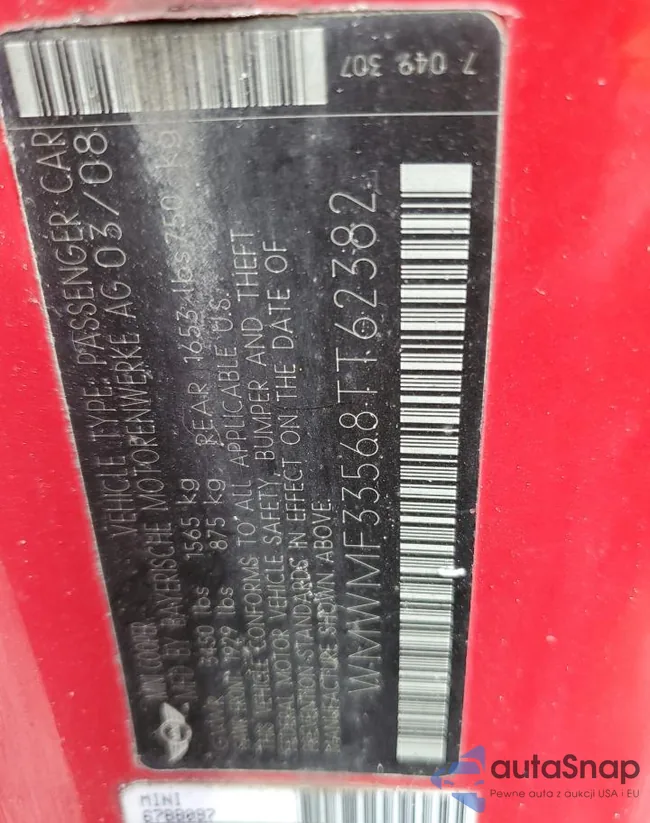 7 049 307
MINI COOPER VEHICLE TYPE: PASSENGER CAR
MFD BY BAYERISCHE MOTORENWERKE AG 03/08
GVWR 3450 lbs 1565 kg
GAWR FRONT 1929 lbs 875 kg REAR 1653 lbs 750 kg
THIS VEHICLE CONFORMS TO ALL APPLICABLE U.S.
FEDERAL MOTOR VEHICLE SAFETY, BUMPER AND THEFT
PREVENTION STANDARDS IN EFFECT ON THE DATE OF
MANUFACTURE SHOWN ABOVE.
WMWMF33568TT62382
MINI
6788087
autoSnap
Pewne auta z aukcji USA i EU